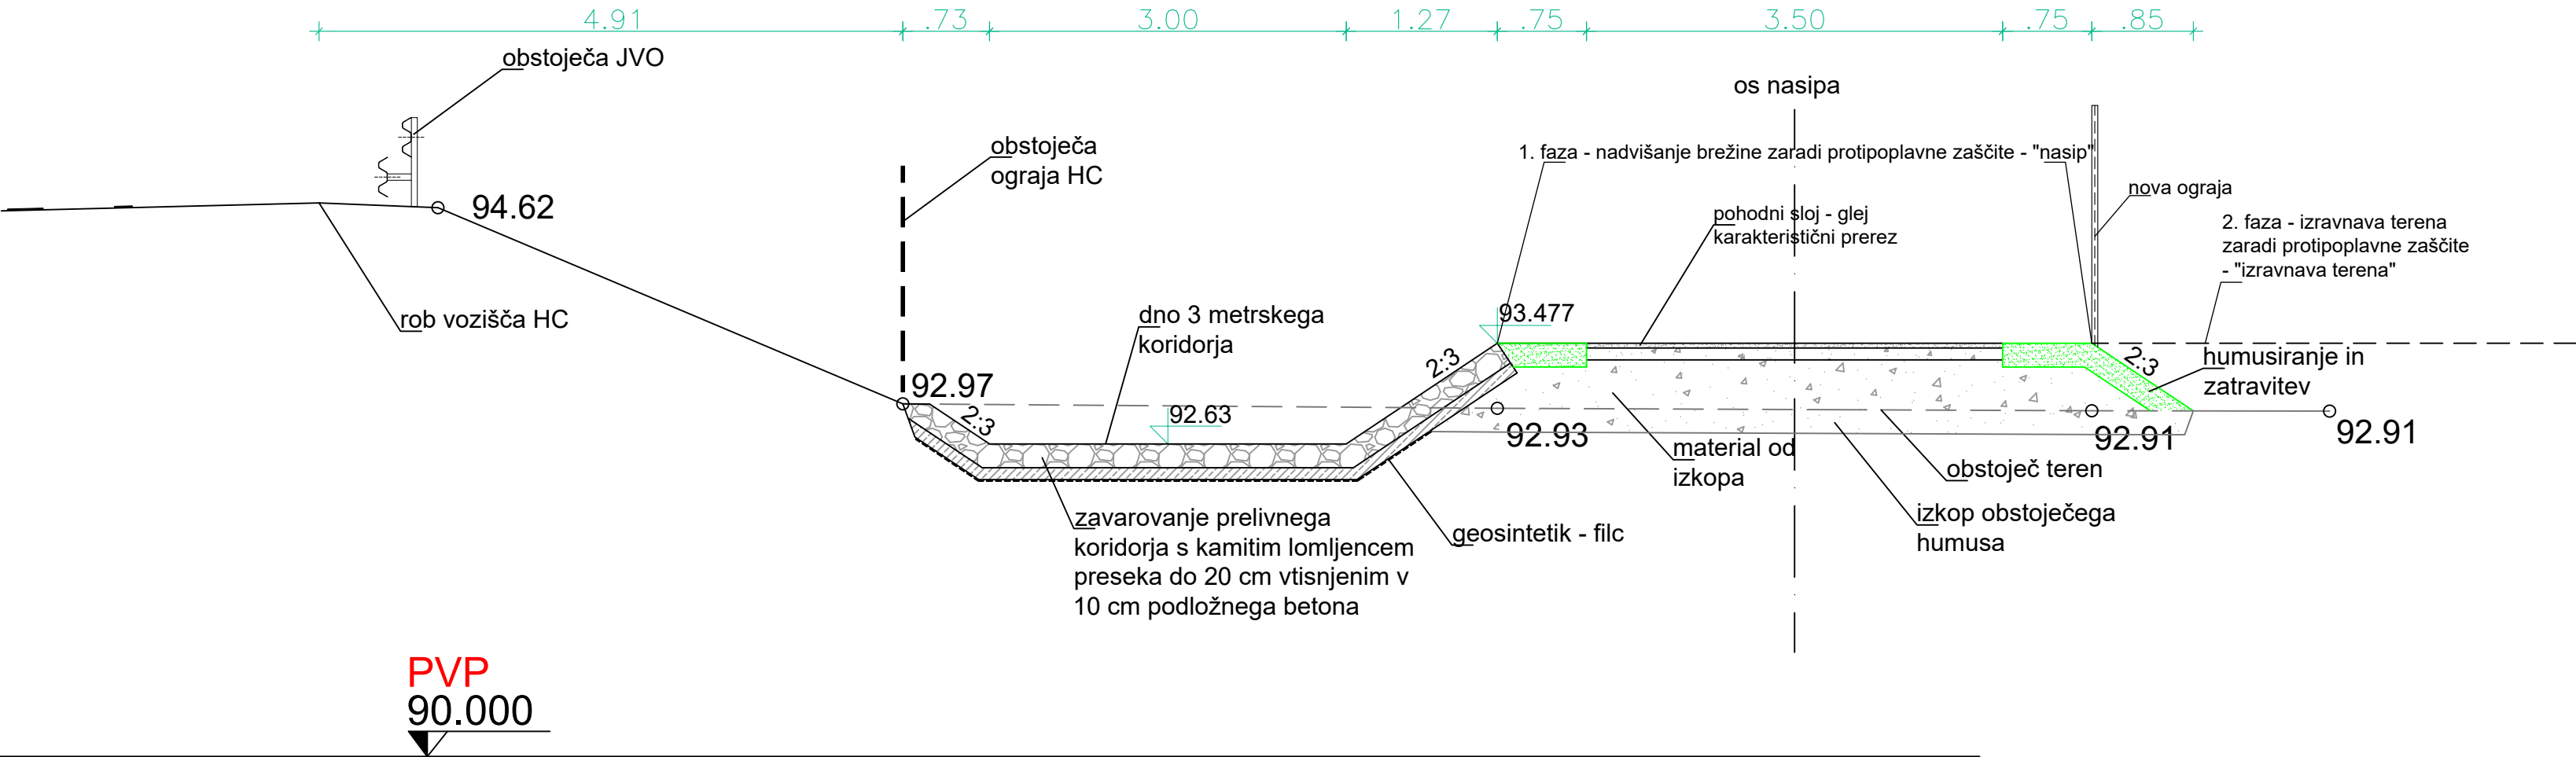 4.91
.73
3.00
1.27
.75
3.50
.75
.85
obstoječa JVO
os nasipa
obstoječa
ograja HC
1. faza - nadvišanje brežine zaradi protipoplavne zaščite - "nasip"
nova ograja
94.62
pohodni sloj - glej
karakteristični prerez
2. faza - izravnava terena
zaradi protipoplavne zaščite
- "izravnava terena"
rob vozišča HC
dno 3 metrskega
koridorja
93.477
2:3
2:3
humusiranje in
zatravitev
92.97
2:3
92.63
92.93
92.91
92.91
material od
izkopa
obstoječ teren
zavarovanje prelivnega
koridorja s kamitim lomljencem
preseka do 20 cm vtisnjenim v
10 cm podložnega betona
geosintetik - filc
izkop obstoječega
humusa
PVP
90.000